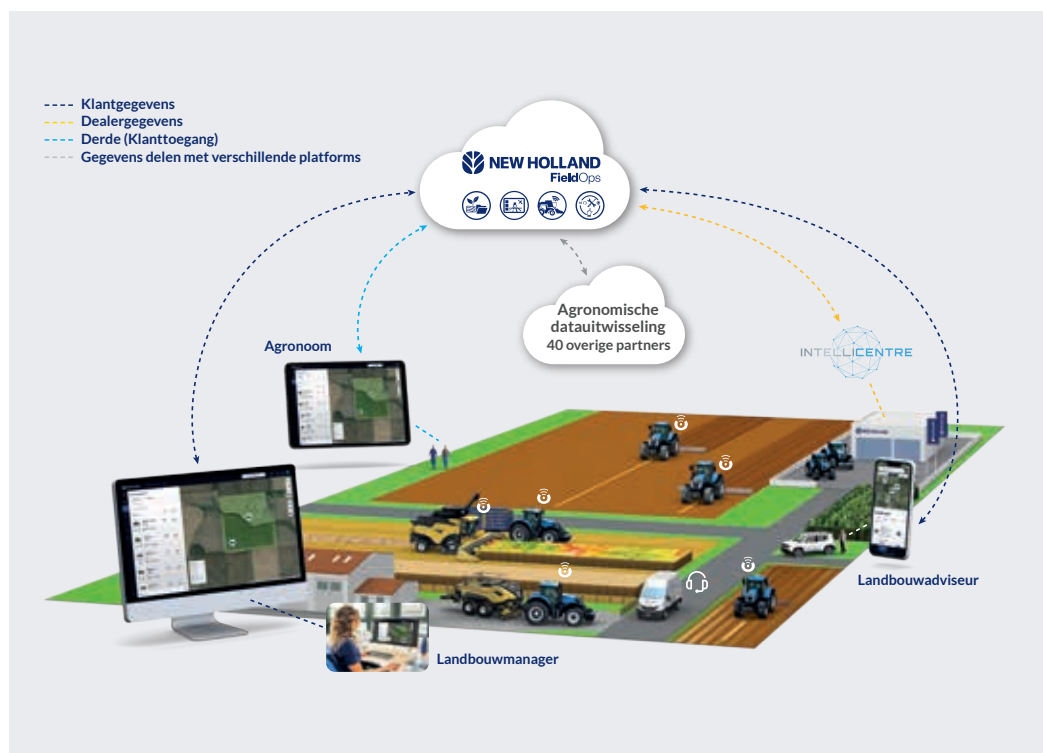 Klantgegevens
Dealergegevens
Derde (Klanttoegang)
Gegevens delen met verschillende platforms
NEW HOLLAND
FieldOps
Agronomische
datauitwisseling
40 overige partners
Agronoom
INTELLICENTRE
Landbouwadviseur
Landbouwmanager